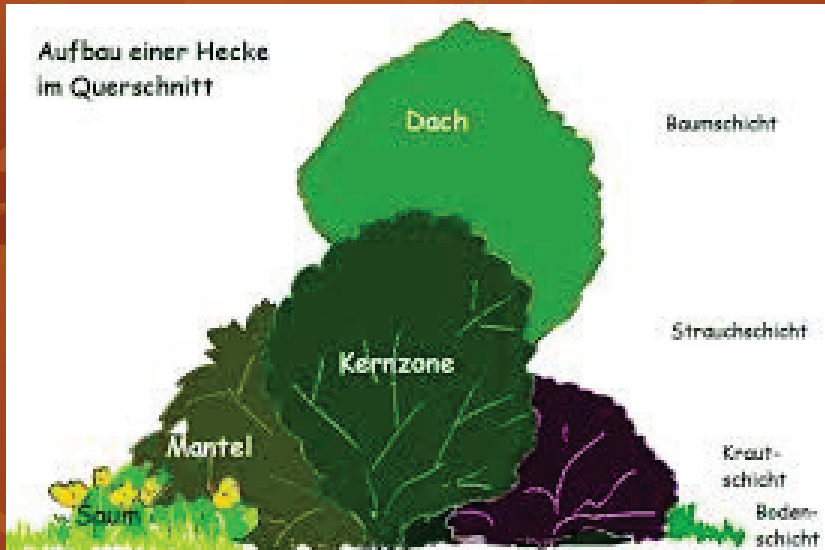 Aufbau einer Hecke
im Querschnitt
Dach
Baumschicht
Strauchschicht
Kernzone
Mantel
Kraut-
schicht
Saum
Boden-
schicht